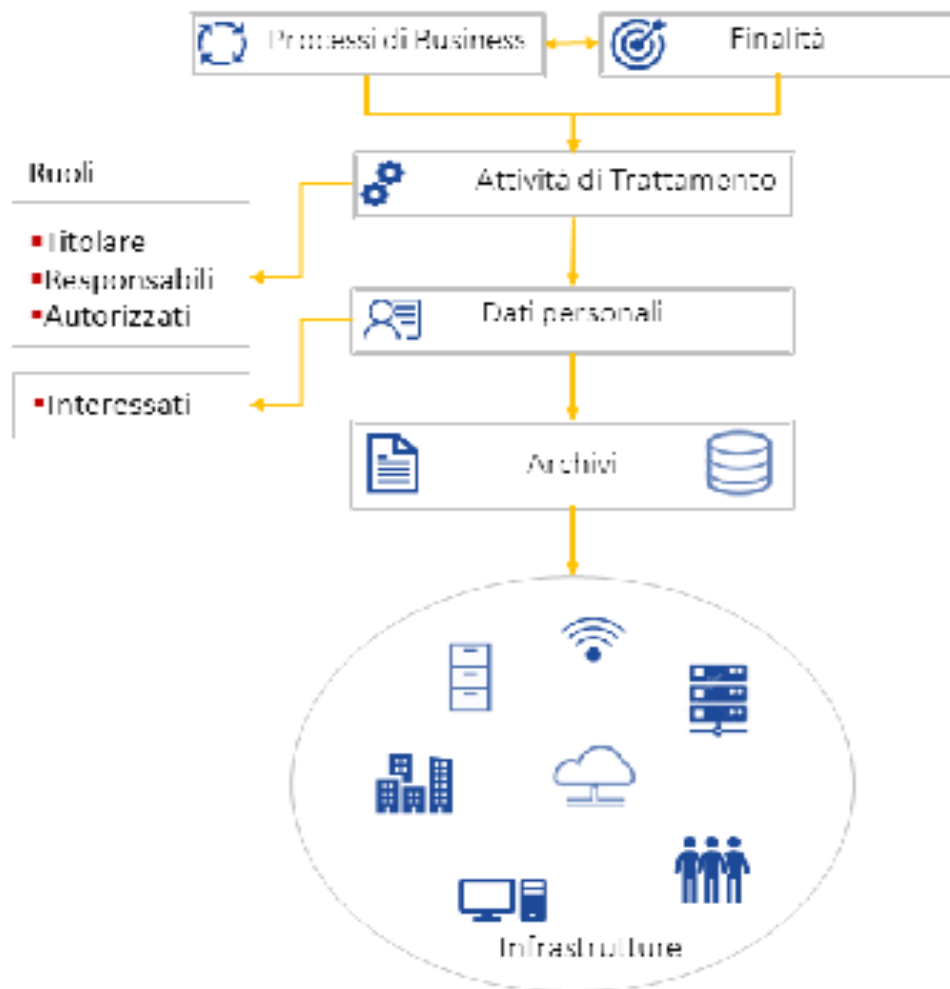 Processi di Business
Finalità
Attività di Trattamento
Ruoli
Titolare
Responsabili
Autorizzati
Dati personali
Interessati
Archivi
Infrastrutture